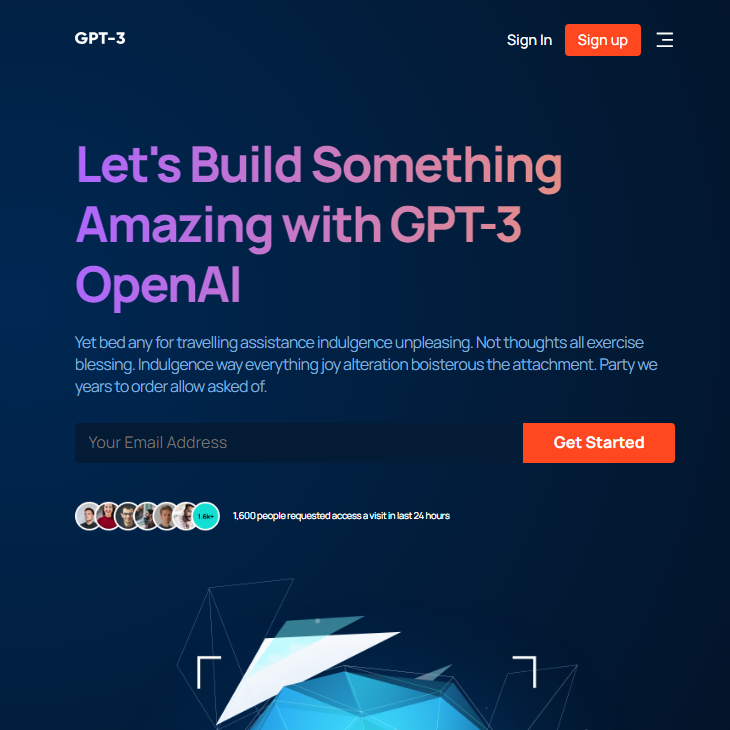 GPT-3
Sign In
Sign up
Let's Build Something
Amazing with GPT-3
OpenAI
Yet bed any for travelling assistance indulgence unpleasing. Not thoughts all exercise
blessing. Indulgence way everything joy alteration boisterous the attachment. Party we
years to order allow asked of.
Your Email Address
Get Started
1.6k+
1,600 people requested access a visit in last 24 hours